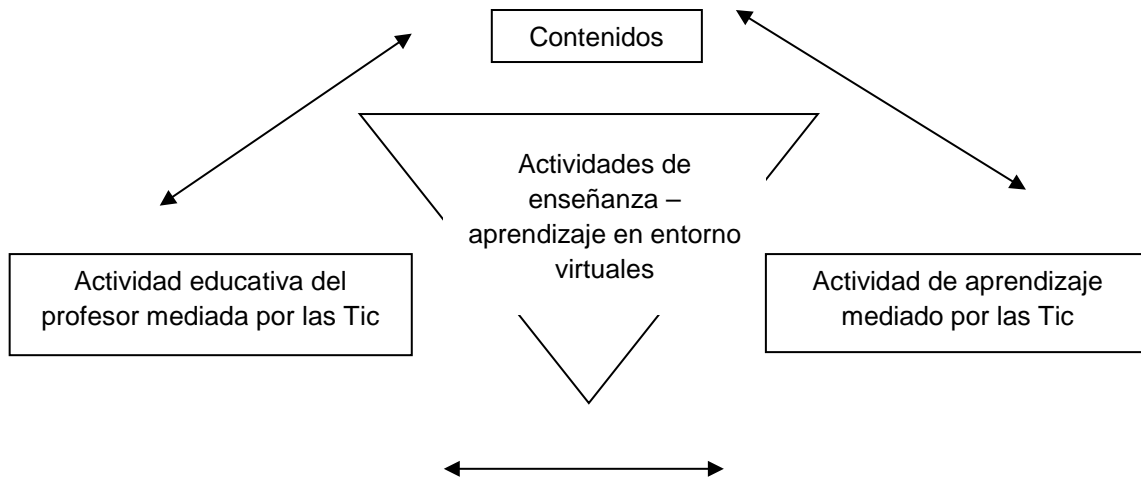 Contenidos
Actividades de
enseñanza –
aprendizaje en entorno
virtuales
Actividad educativa del
profesor mediada por las Tic
Actividad de aprendizaje
mediado por las Tic